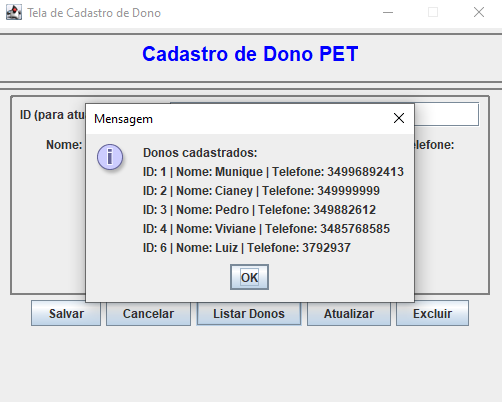 Tela de Cadastro de Dono
Cadastro de Dono PET
ID (para atu
Nome:
lefone:
Mensagem
Donos cadastrados:
ID: 1 | Nome: Munique | Telefone: 34996892413
ID: 2 | Nome: Cianey | Telefone: 349999999
ID: 3 | Nome: Pedro | Telefone: 349882612
ID: 4 | Nome: Viviane | Telefone: 3485768585
ID: 6 | Nome: Luiz | Telefone: 3792937
OK
Salvar Cancelar Listar Donos Atualizar Excluir